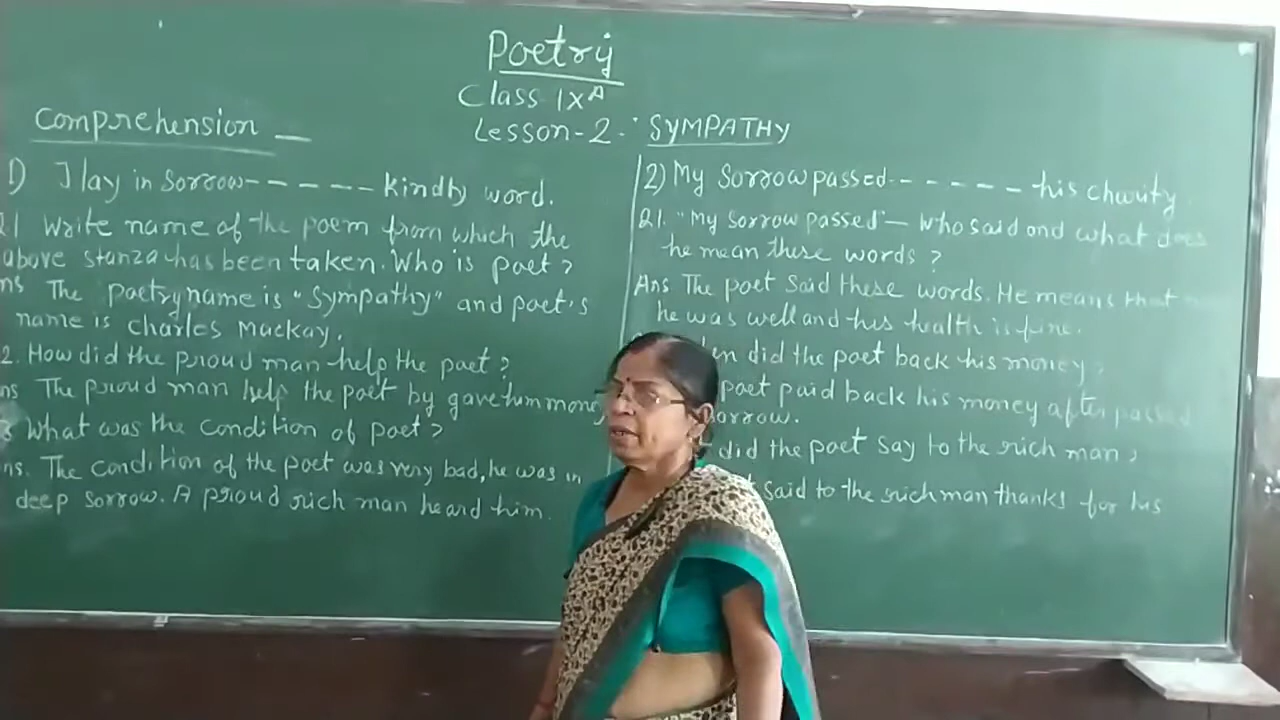 Poetry
Class IXA
Lesson-2. SYMPATHY
Comprehension
1) I lay in sorrow------ kindly word.
Q1 Write name of the poem from which the
above stanza has been taken. Who is poet?
Ans The poetry name is "Sympathy" and poet's
name is charles Mackay.
2. How did the proud man help the poet?
Ans The proud man help the poet by gave him money
What was the condition of poet?
Ans. The condition of the poet was very bad, he was in
deep sorrow. A proud rich man heard him.
2) My sorrow passed------ his charity
Q1. "My sorrow passed" — Who said and what does
he mean these words?
Ans The poet said these words. He means that
he was well and his health is fine.
did the poet back his money,
poet paid back his money after passed
sorrow.
did the poet say to the rich man?
said to the rich man thanks for his